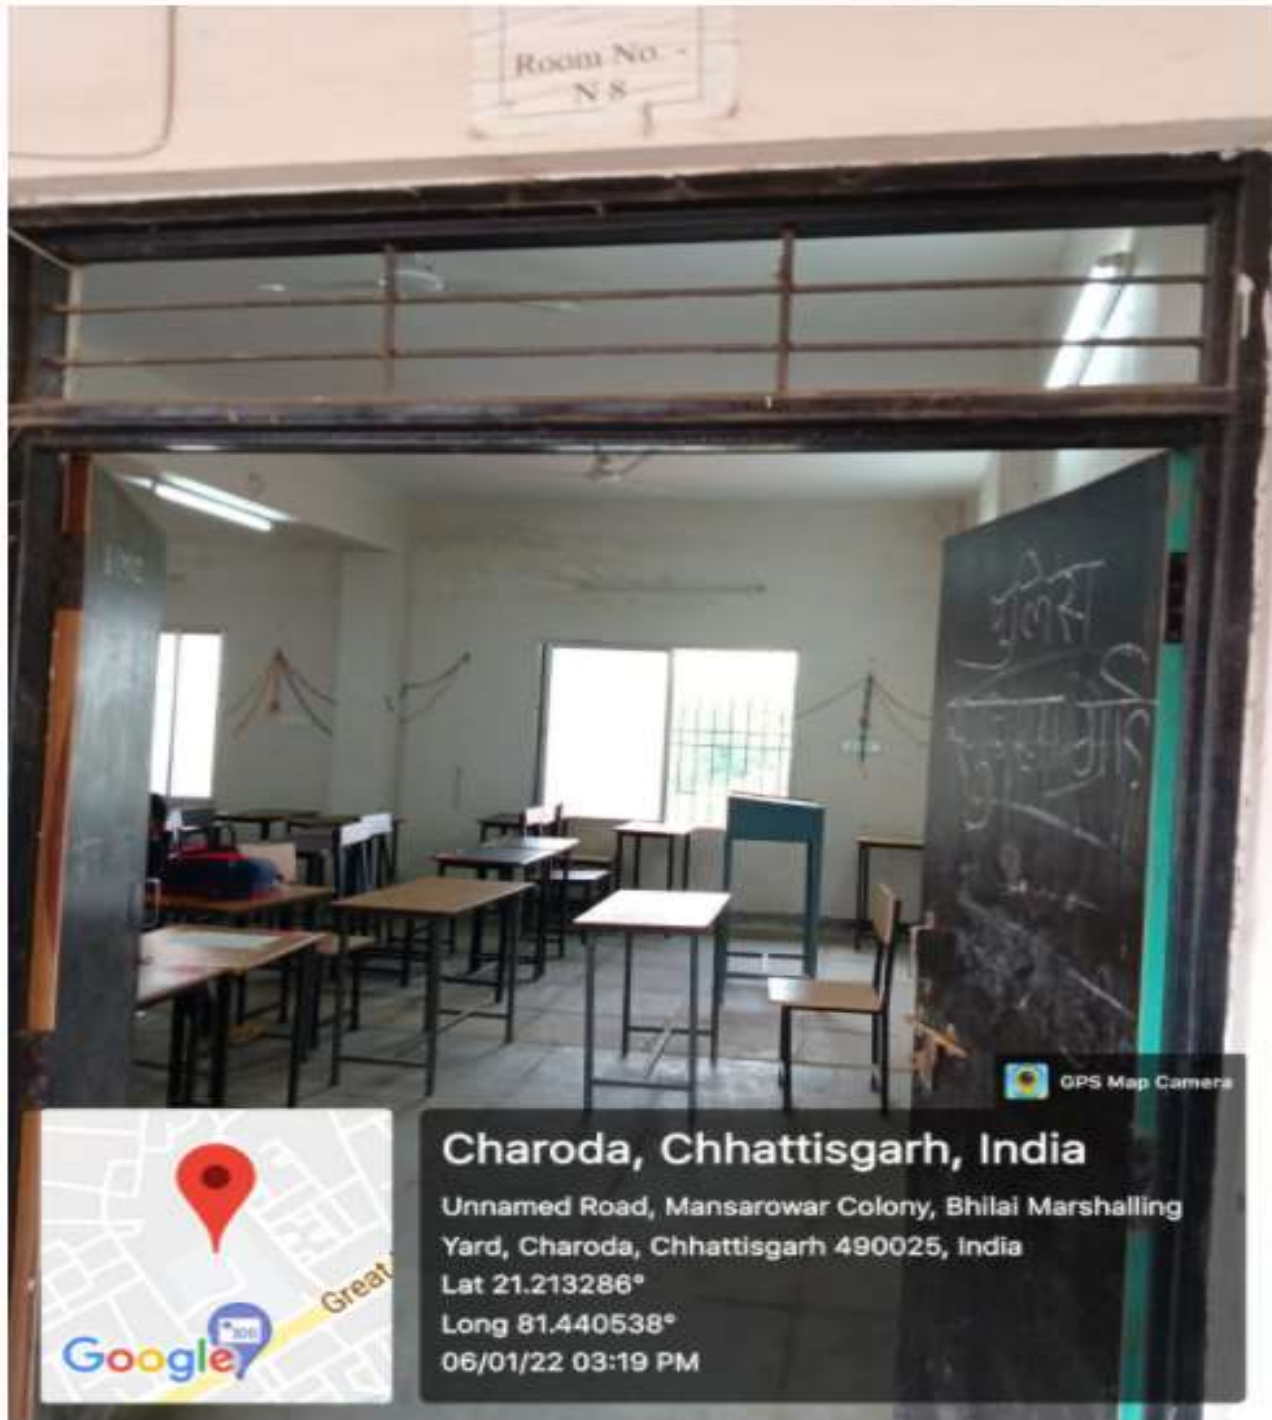 Room No. -
N 8
GPS Map Camera
Charoda, Chhattisgarh, India
Unnamed Road, Mansarowar Colony, Bhilai Marshalling
Yard, Charoda, Chhattisgarh 490025, India
Lat 21.213286°
Long 81.440538°
06/01/22 03:19 PM
Great
Google